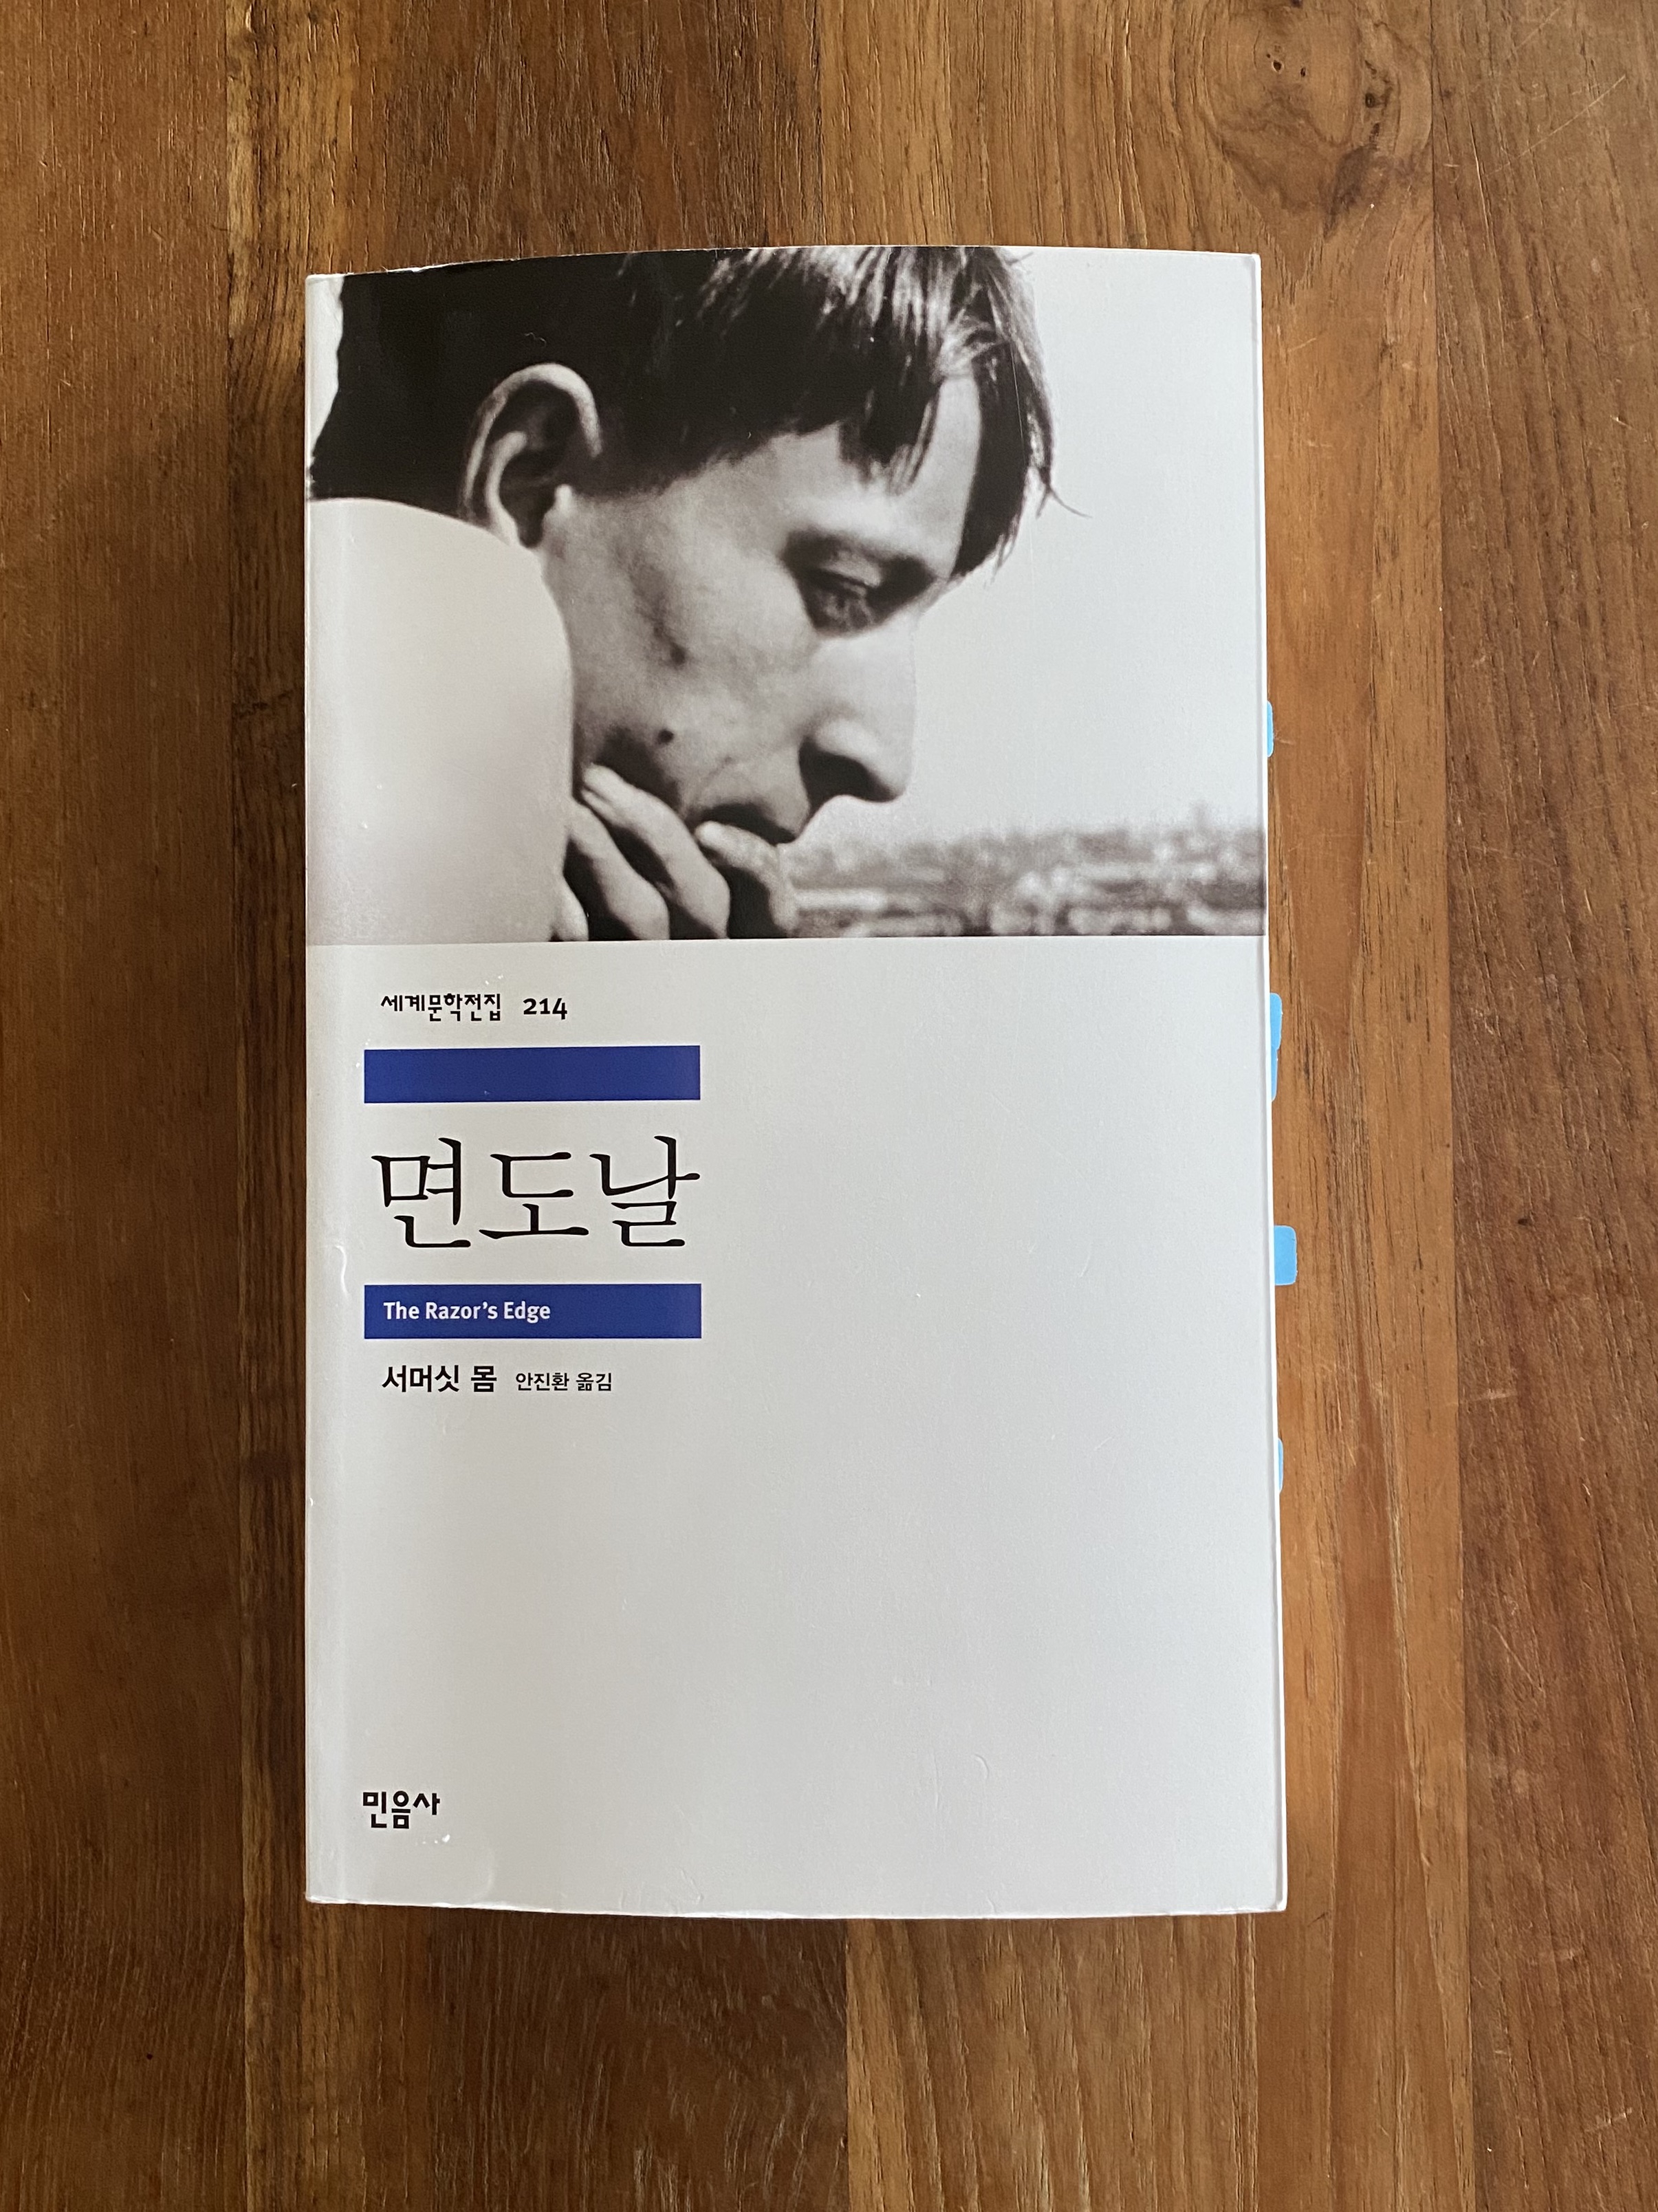 세계문학전집 214
면도날
The Razor’s Edge
서머싯 몸 안진환 옮김
민음사